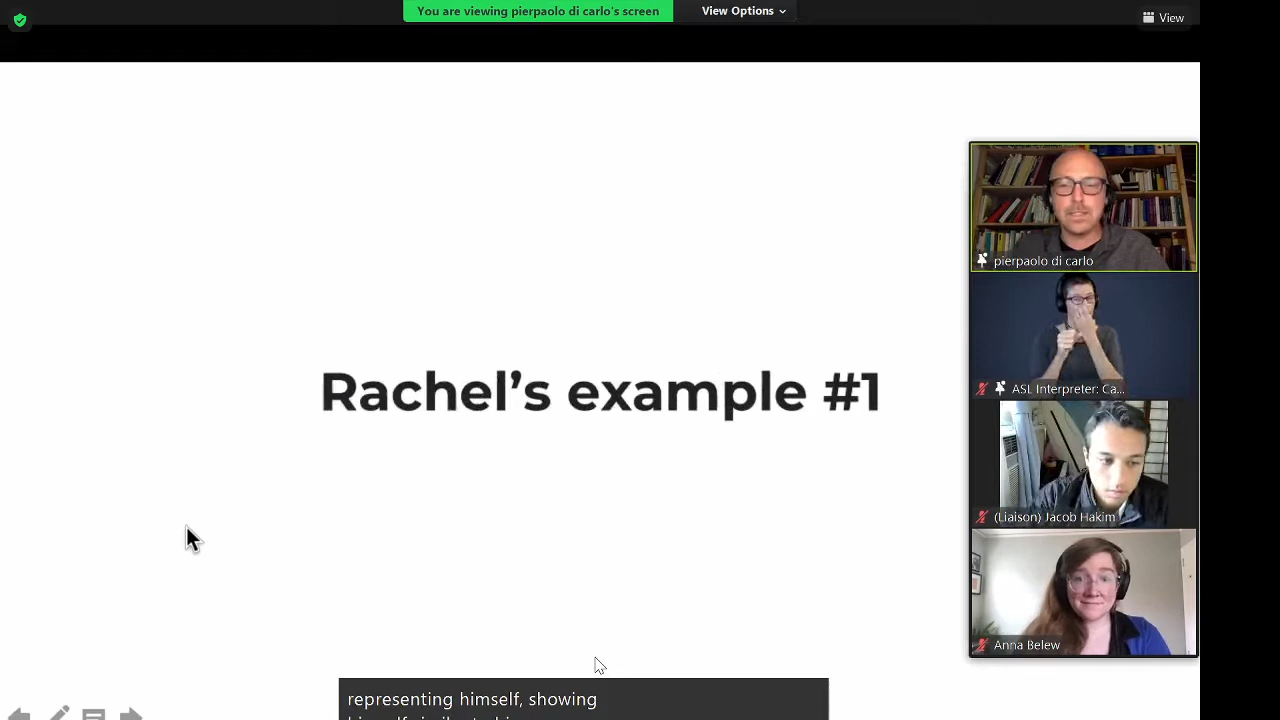 You are viewing pierpaolo di carlo's screen
View Options
View
pierpaolo di carlo
ASL Interpreter: Ca...
Rachel's example #1
(Liaison) Jacob Hakim
Anna Belew
representing himself, showing